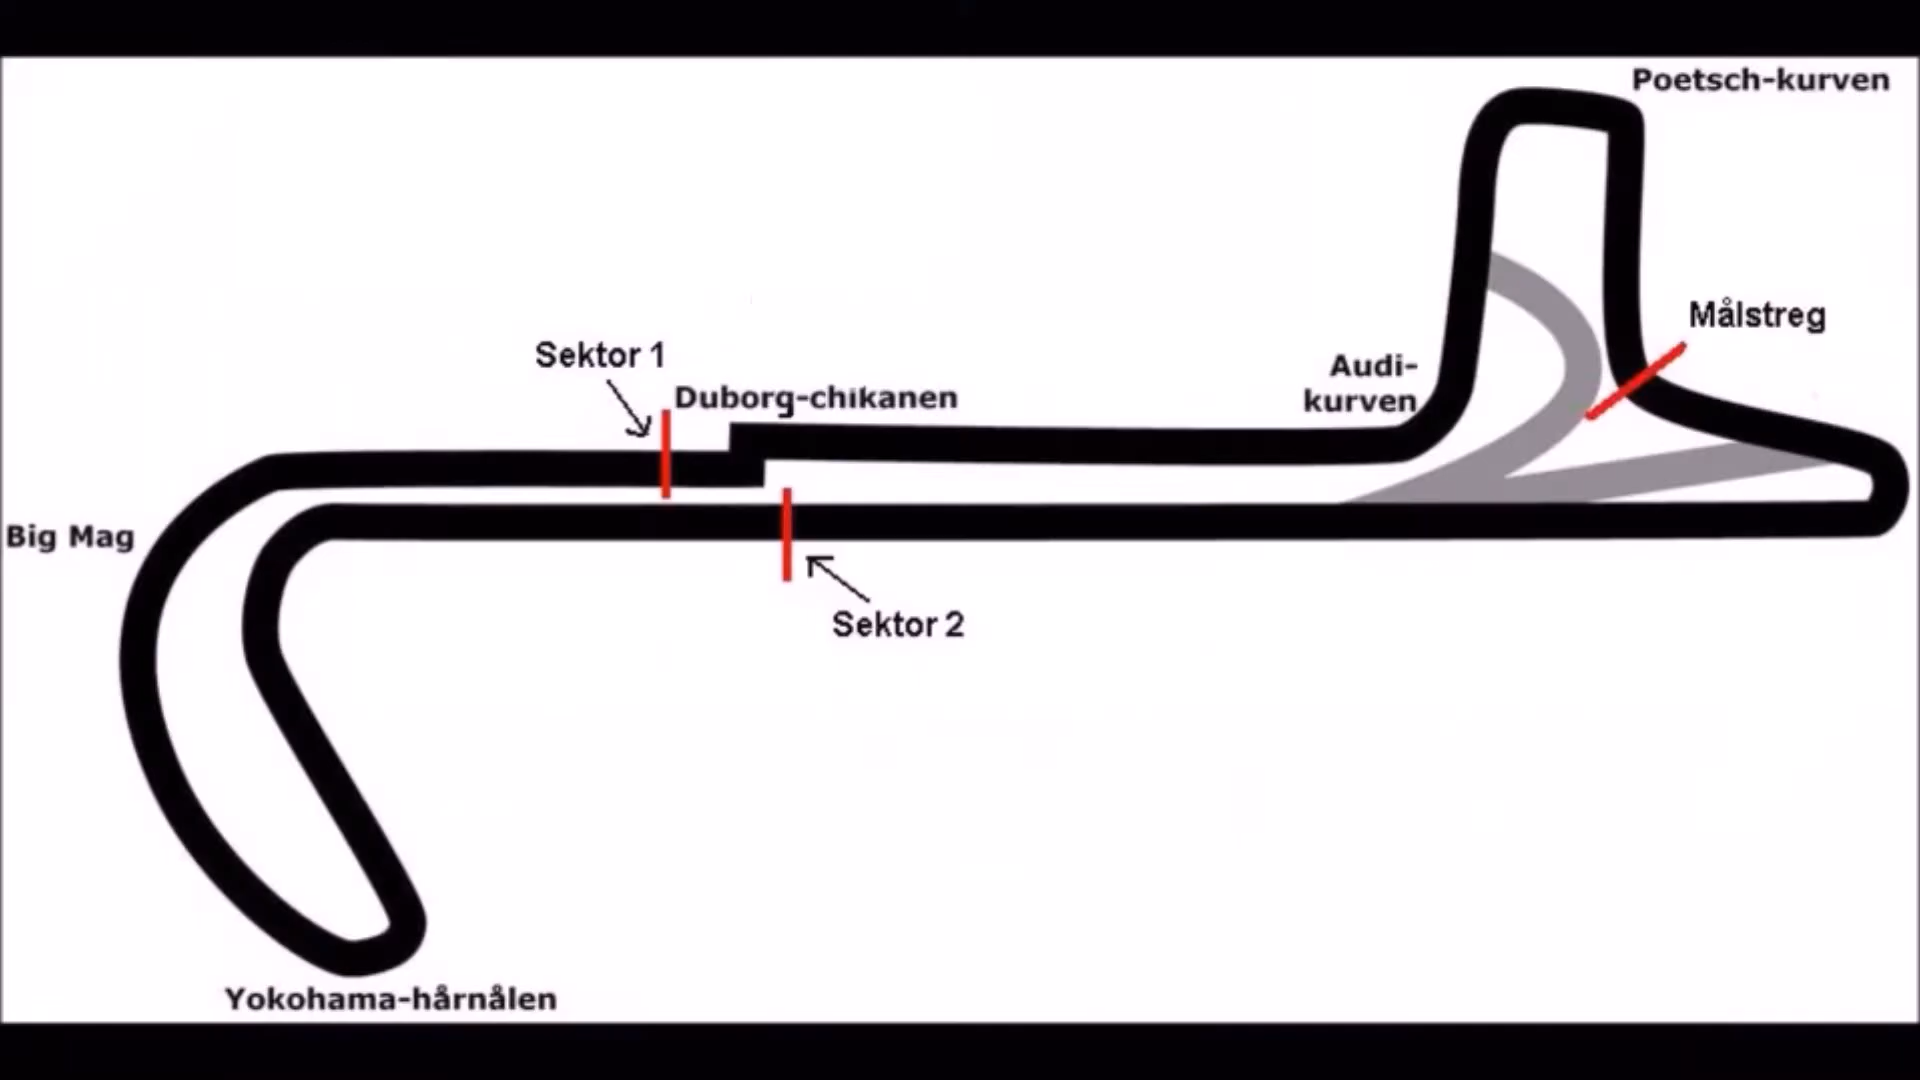 Poetsch-kurven
Målstreg
Sektor 1
Audi-
kurven
Duborg-chikanen
Big Mag
Sektor 2
Yokohama-hårnålen